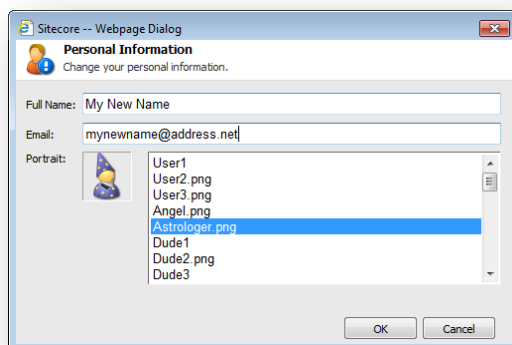 Sitecore -- Webpage Dialog
Personal Information
Change your personal information.
Full Name: My New Name
Email: mynewname@address.net
Portrait:
User1
User2.png
User3.png
Angel.png
Astrologer.png
Dude1
Dude2.png
Dude3
OK Cancel